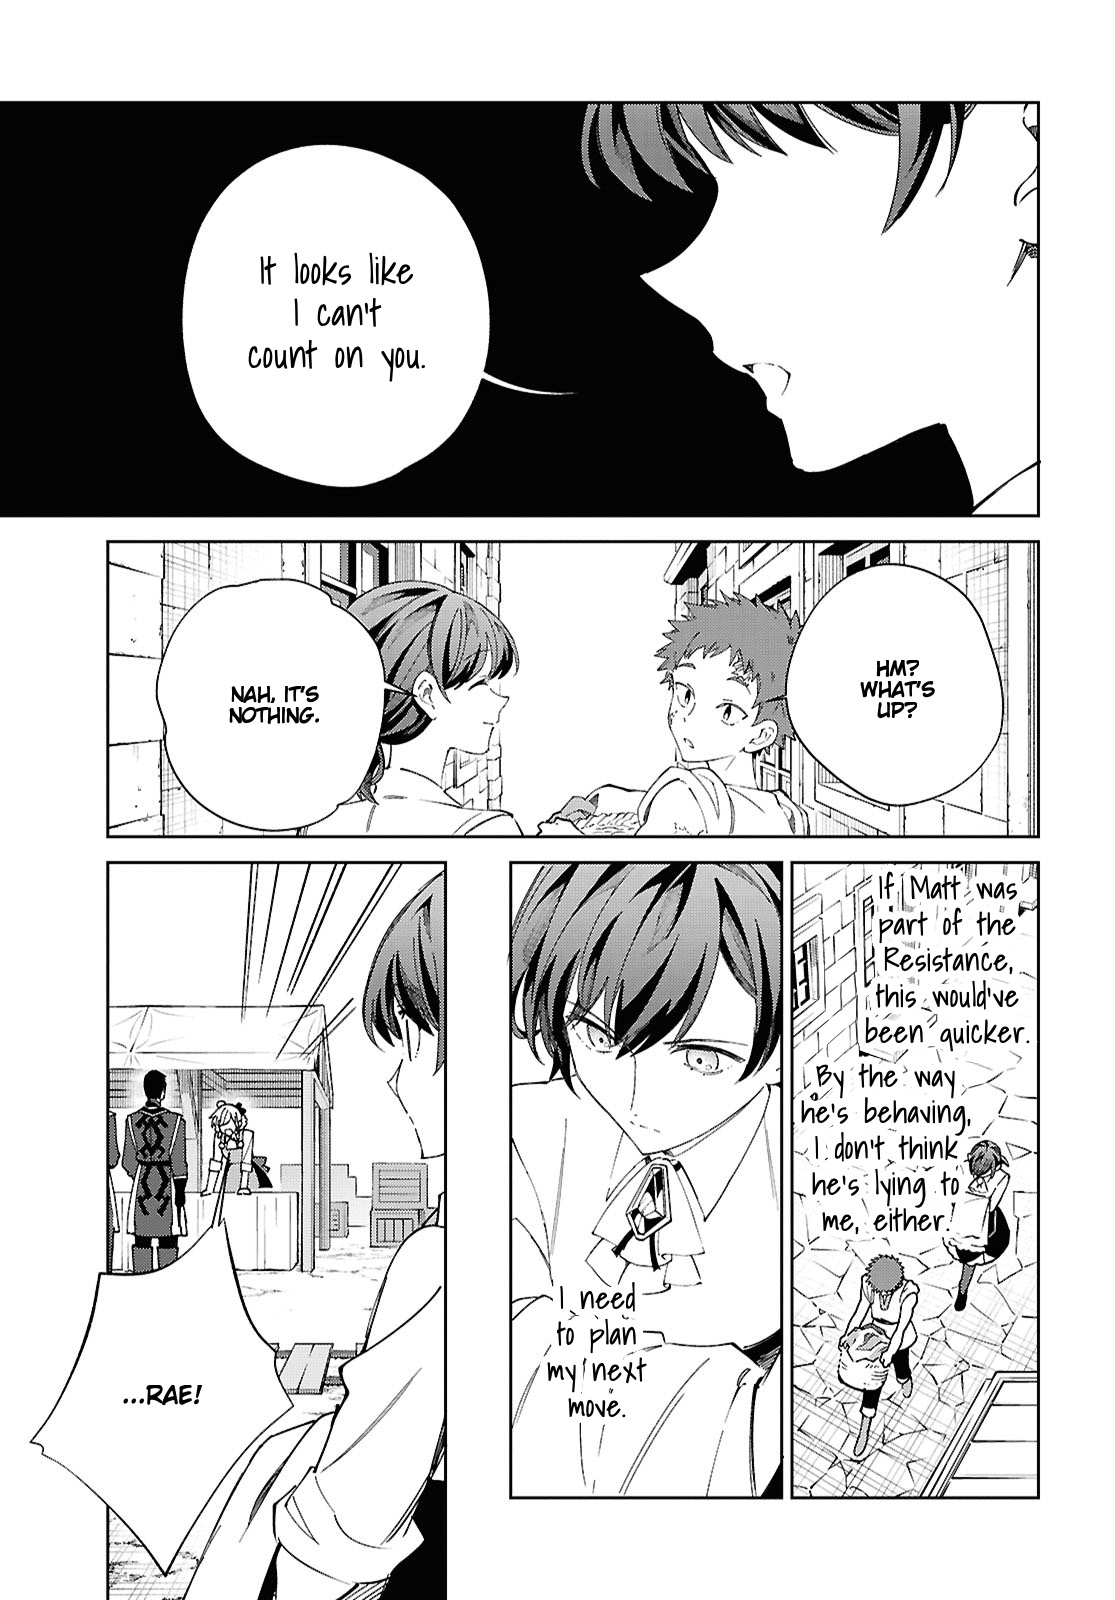 It looks like
I can't
count on you.
HM?
WHAT'S
UP?
NAH, IT'S
NOTHING.
If Matt was
part of the
Resistance,
this would've
been quicker.
By the way
he's behaving,
I don't think
he's lying to
me, either.
I need
to plan
my next
move.
...RAE!